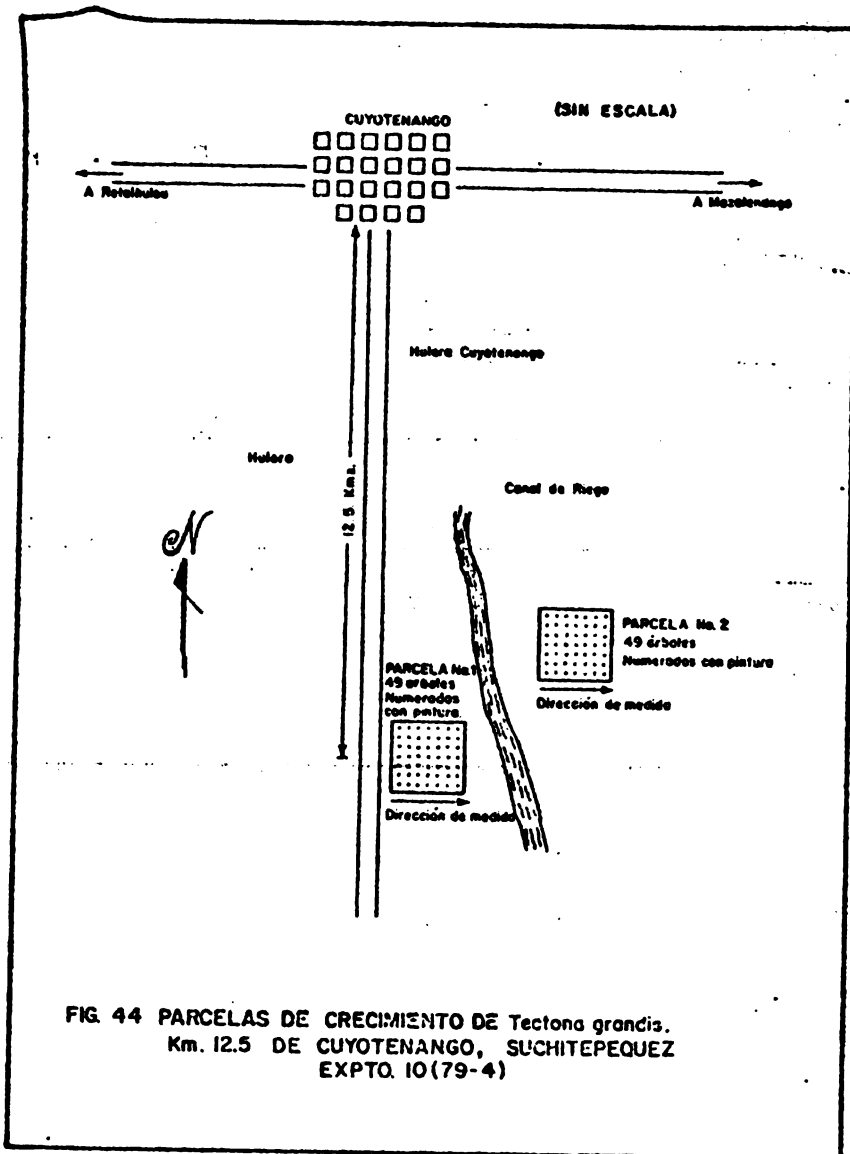 (SIN ESCALA)
CUYOTENANGO
A Retalhuleu
A Mazatenango
Hulera Cuyotenango
Hulera
12.5 Kms.
Canal de Riego
N
PARCELA No. 2
49 árboles
Numerados con pintura
Dirección de medida
PARCELA No. 1
49 arboles
Numerados
con pintura.
Dirección de medida
FIG. 44 PARCELAS DE CRECIMIENTO DE Tectona grandis.
Km. 12.5 DE CUYOTENANGO, SUCHITEPEQUEZ
EXPTO. 10(79-4)